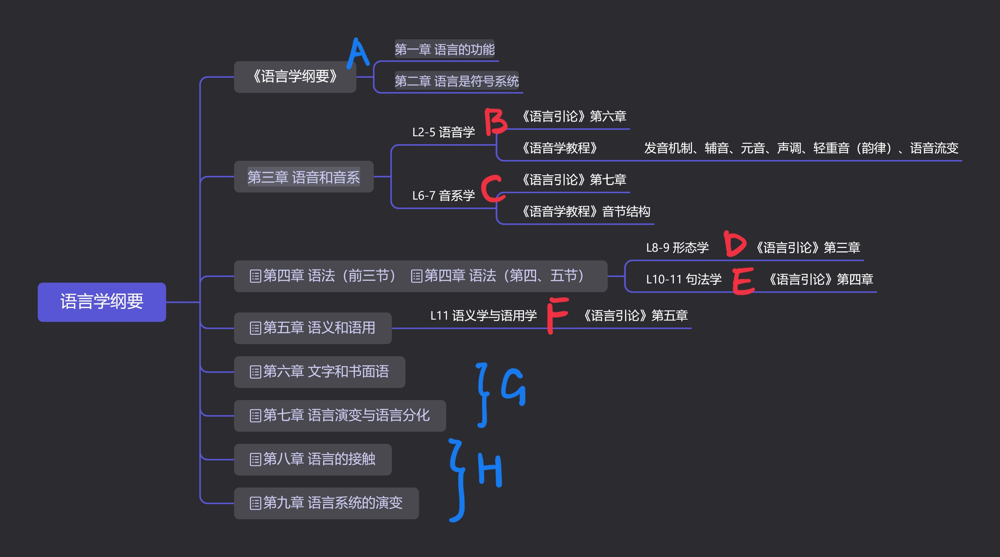 语言学纲要
《语言学纲要》
A
第一章 语言的功能
第二章 语言是符号系统
第三章 语音和音系
L2-5 语音学
B
《语言引论》第六章
《语音学教程》 发音机制、辅音、元音、声调、轻重音（韵律）、语音流变
L6-7 音系学
C
《语言引论》第七章
《语音学教程》音节结构
第四章 语法（前三节） 第四章 语法（第四、五节）
L8-9 形态学 D 《语言引论》第三章
L10-11 句法学 E 《语言引论》第四章
第五章 语义和语用
L11 语义学与语用学 F 《语言引论》第五章
第六章 文字和书面语
第七章 语言演变与语言分化
G
第八章 语言的接触
第九章 语言系统的演变
H